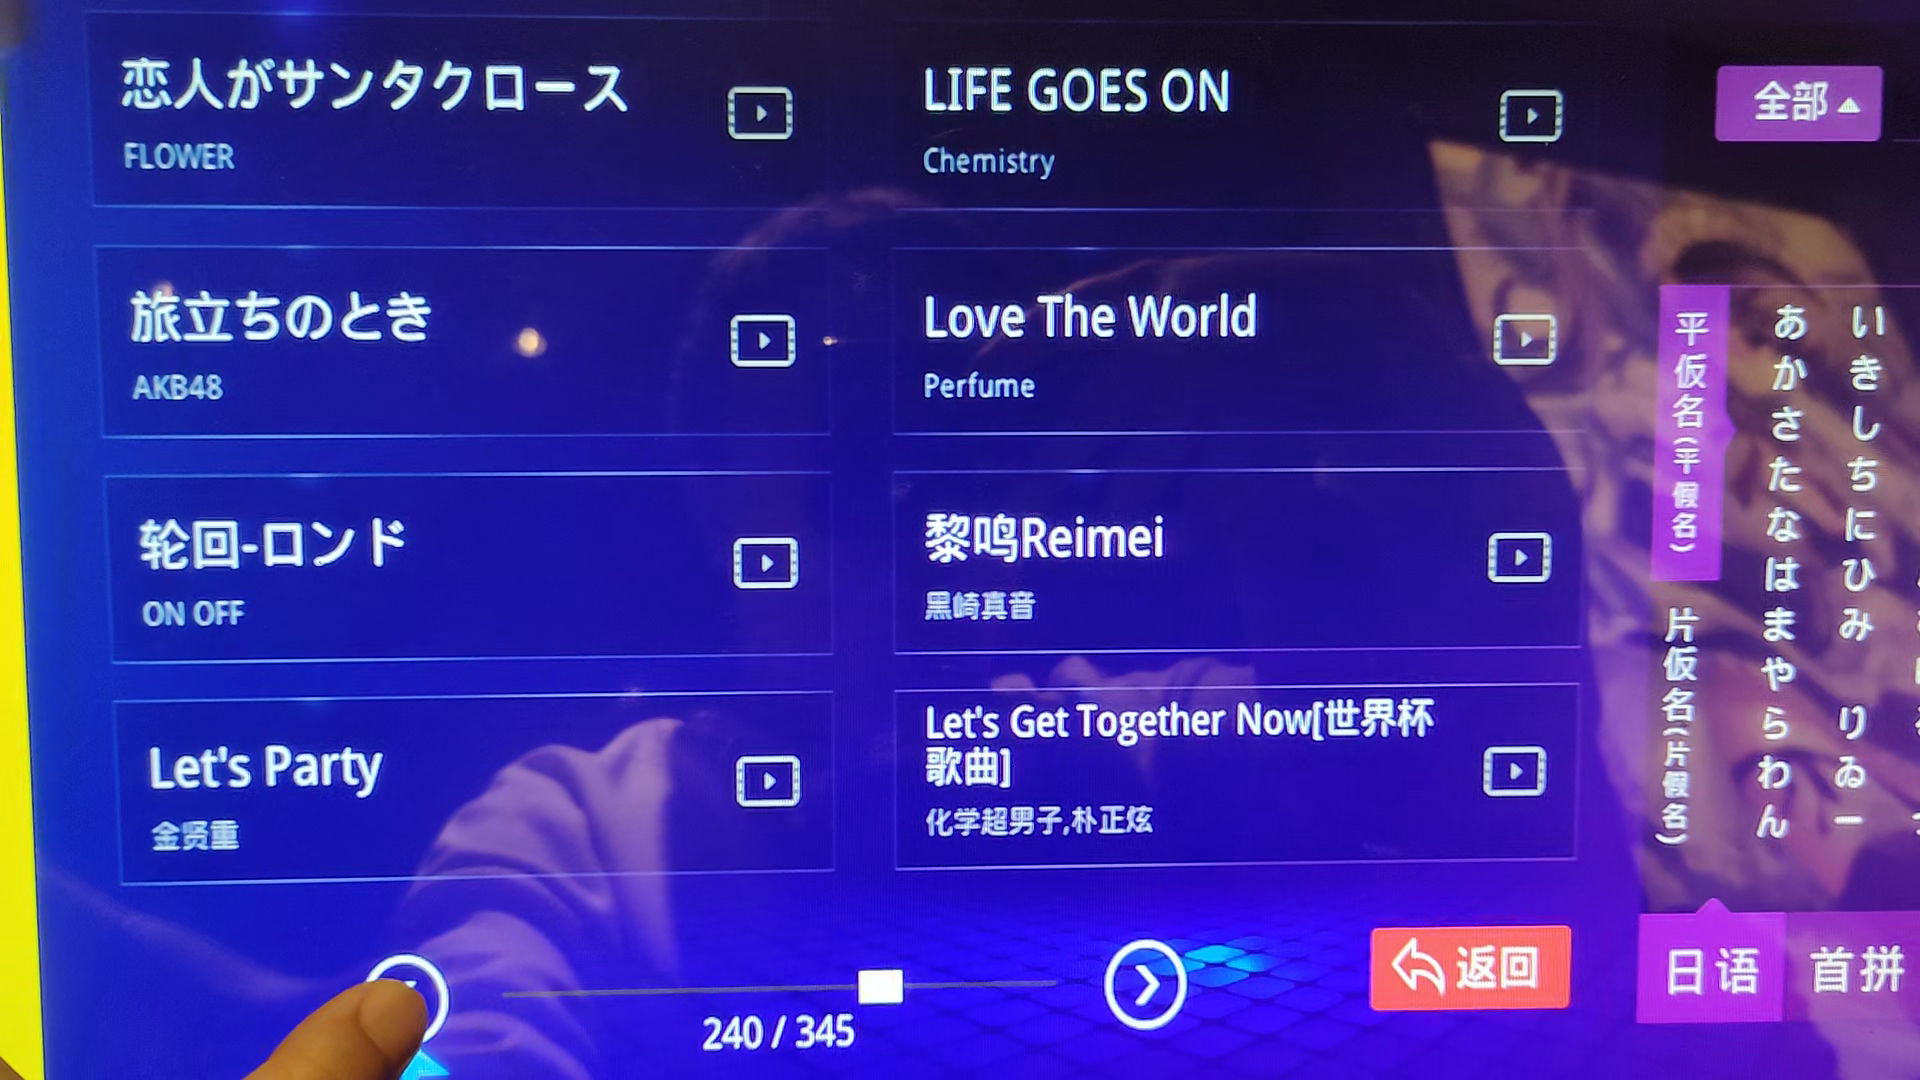 恋人がサンタクロース
FLOWER
LIFE GOES ON
Chemistry
旅立ちのとき
AKB48
Love The World
Perfume
轮回-ロンド
ON OFF
黎鸣Reimei
黑崎真音
Let's Party
金贤重
Let's Get Together Now[世界杯
歌曲]
化学超男子,朴正炫
240 / 345
返回
全部
平仮名(平假名)
片仮名(片假名)
あかさたなはまやらわん
いきしちにひみ りゐー
日语
首拼